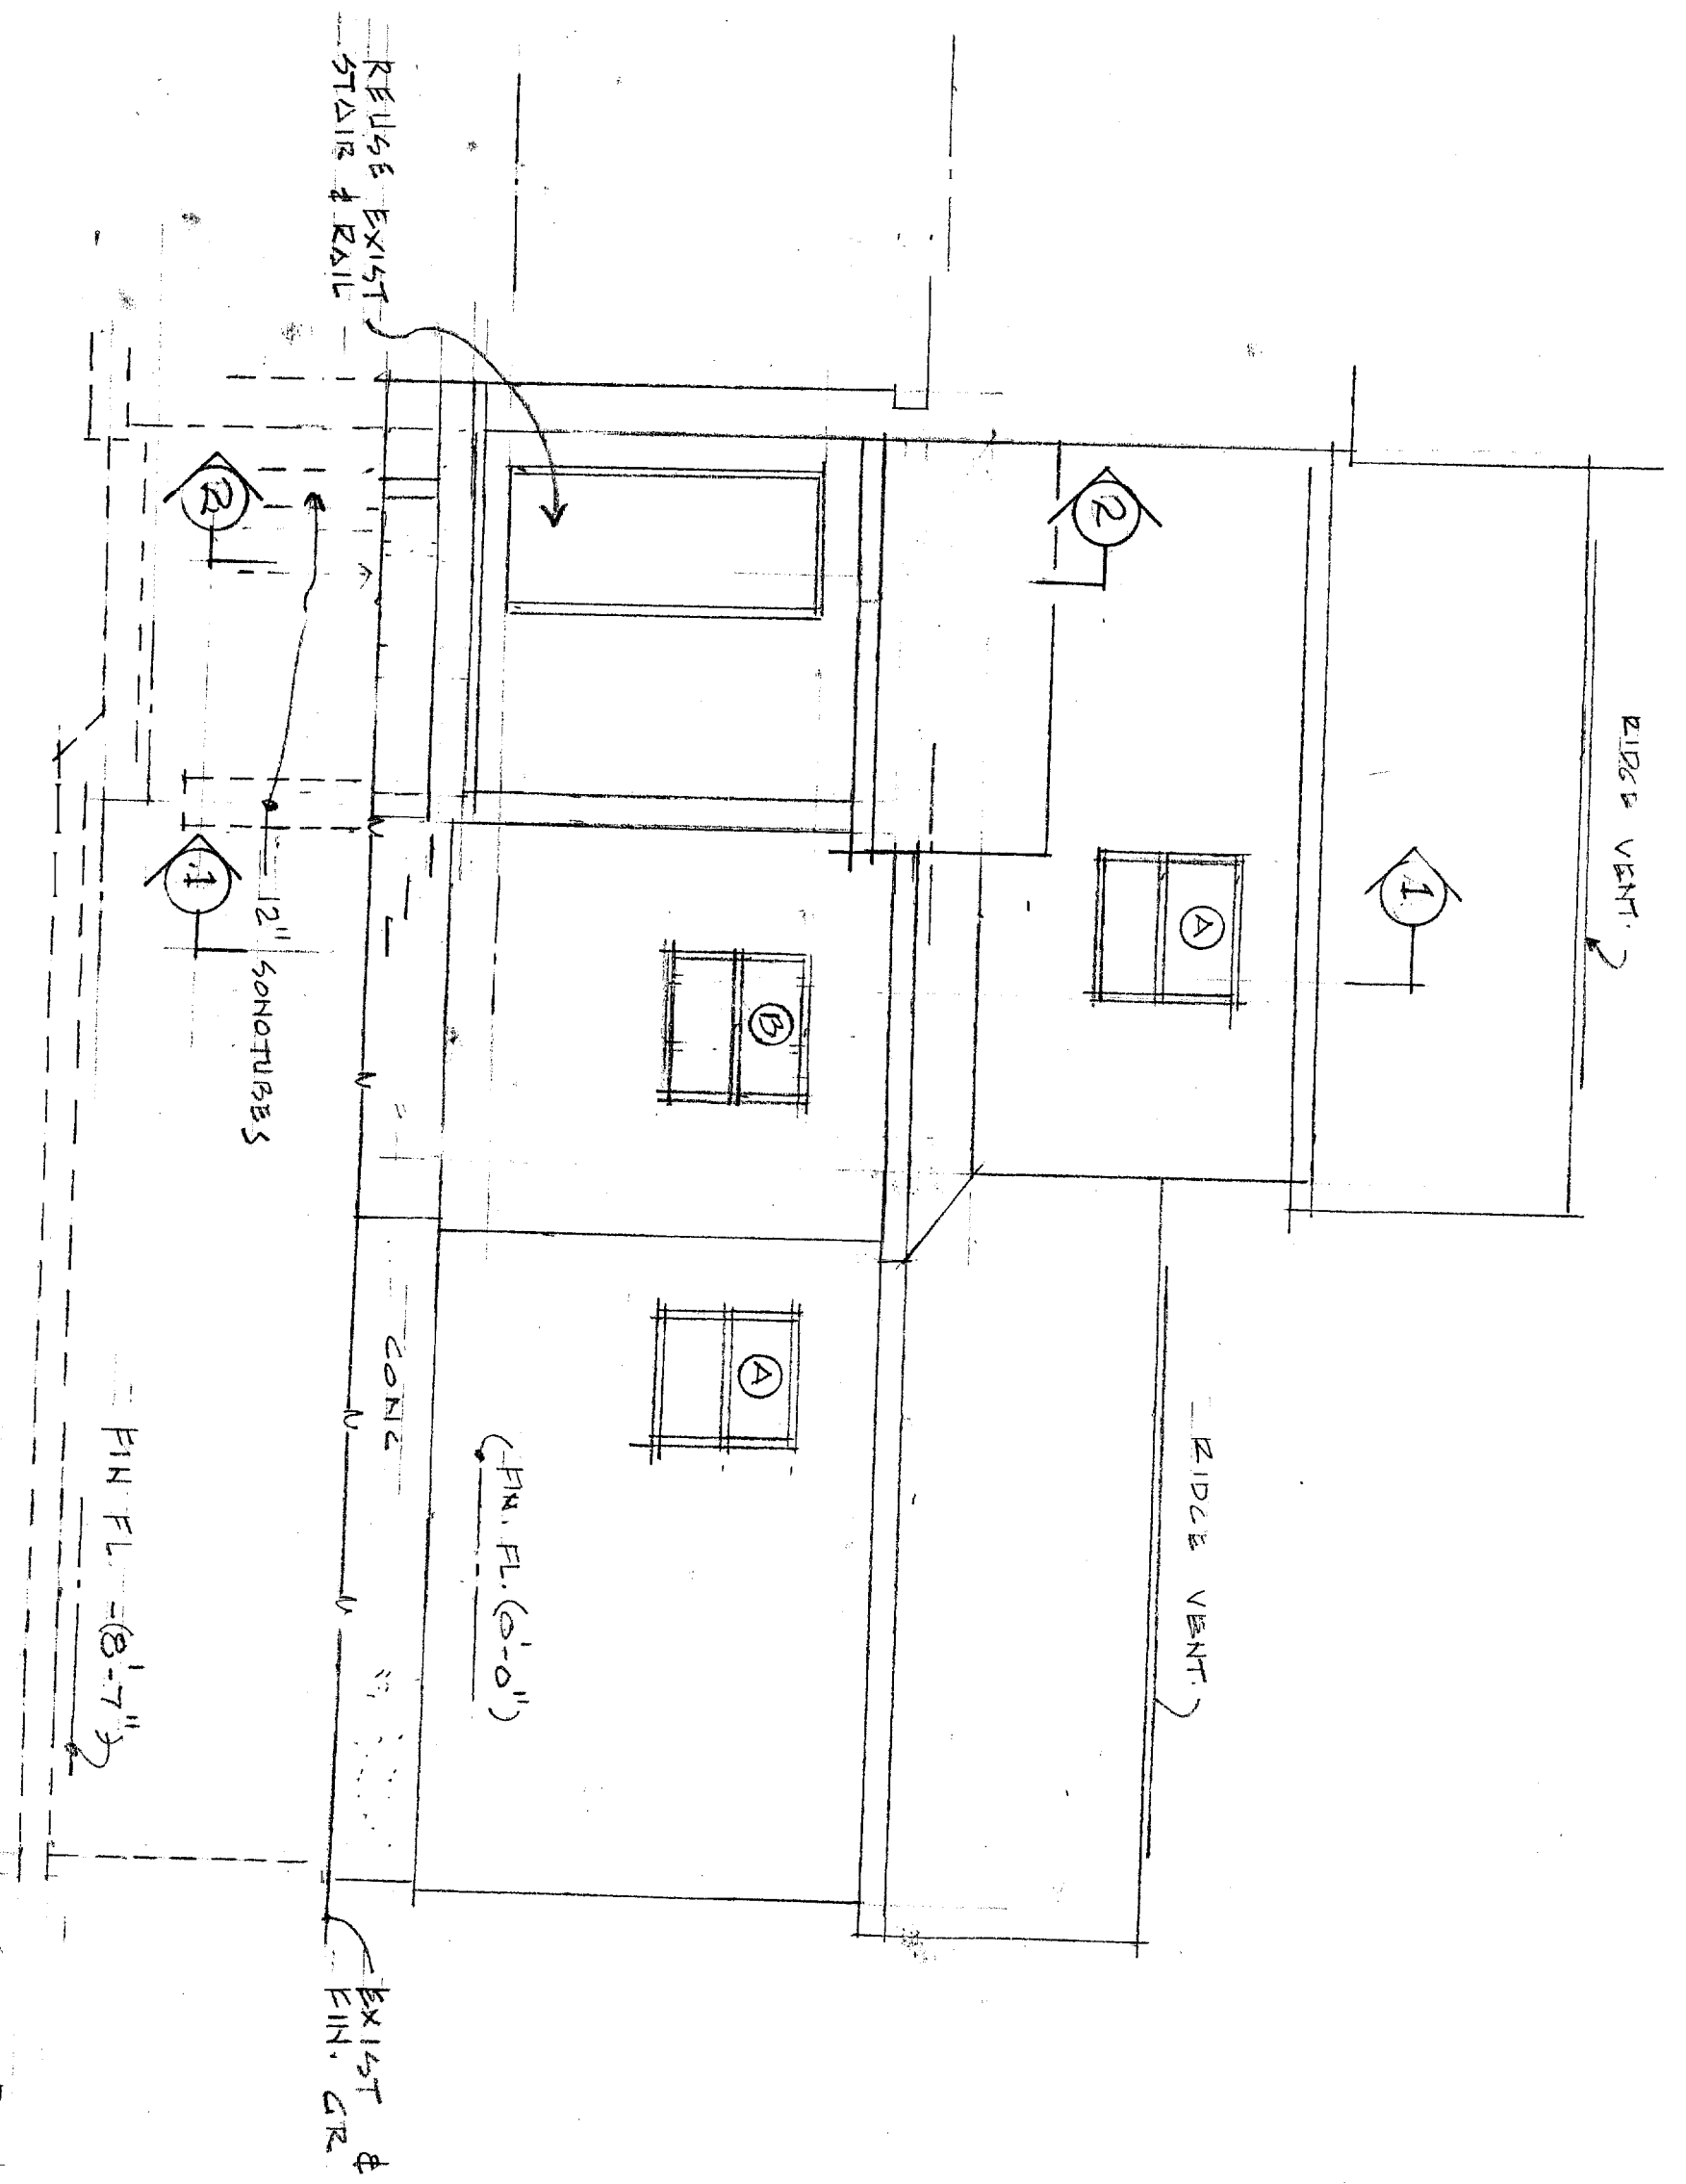 RIDGE VENT.
1
2
A
RIDGE VENT.
B
A
FIN. FL. (0'-0")
REUSE EXIST
STAIR & RAIL
CONC
EXIST &
FIN. GR
12" SONOTUBES
2
1
FIN FL -(8'-7")